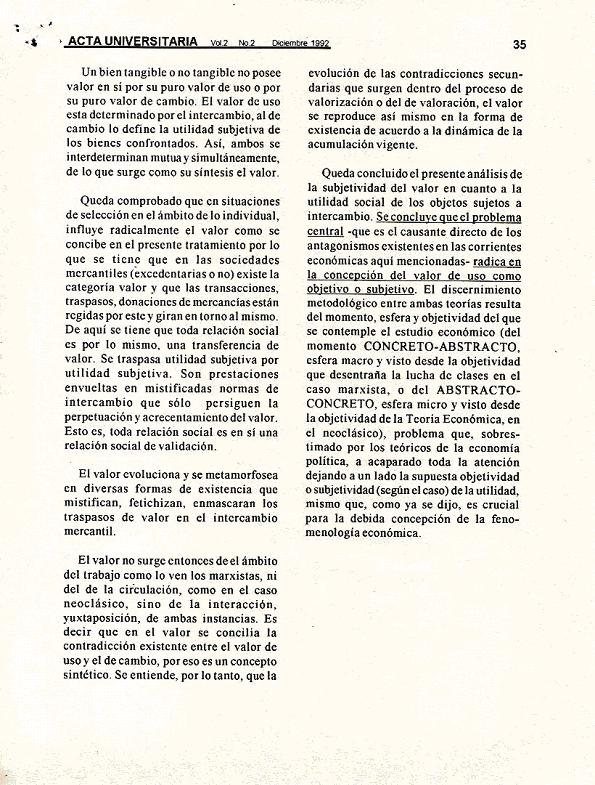 ACTA UNIVERSITARIA Vol.2 No.2 Diciembre 1992 35
Un bien tangible o no tangible no posee
valor en sí por su puro valor de uso o por
su puro valor de cambio. El valor de uso
esta determinado por el intercambio, al de
cambio lo define la utilidad subjetiva de
los bienes confrontados. Así, ambos se
interdeterminan mutua y simultáneamente,
de lo que surge como su síntesis el valor.
Queda comprobado que en situaciones
de selección en el ámbito de lo individual,
influye radicalmente el valor como se
concibe en el presente tratamiento por lo
que se tiene que en las sociedades
mercantiles (excedentarias o no) existe la
categoría valor y que las transacciones,
traspasos, donaciones de mercancías están
regidas por este y giran en torno al mismo.
De aquí se tiene que toda relación social
es por lo mismo, una transferencia de
valor. Se traspasa utilidad subjetiva por
utilidad subjetiva. Son prestaciones
envueltas en mistificadas normas de
intercambio que sólo persiguen la
perpetuación y acrecentamiento del valor.
Esto es, toda relación social es en sí una
relación social de validación.
El valor evoluciona y se metamorfosea
en diversas formas de existencia que
mistifican, fetichizan, enmascaran los
traspasos de valor en el intercambio
mercantil.
El valor no surge entonces de el ámbito
del trabajo como lo ven los marxistas, ni
del de la circulación, como en el caso
neoclásico, sino de la interacción,
yuxtaposición, de ambas instancias. Es
decir que en el valor se concilia la
contradicción existente entre el valor de
uso y el de cambio, por eso es un concepto
sintético. Se entiende, por lo tanto, que la
evolución de las contradicciones secun-
darias que surgen dentro del proceso de
valorización o del de valoración, el valor
se reproduce así mismo en la forma de
existencia de acuerdo a la dinámica de la
acumulación vigente.
Queda concluido el presente análisis de
la subjetividad del valor en cuanto a la
utilidad social de los objetos sujetos a
intercambio. Se concluye que el problema
central -que es el causante directo de los
antagonismos existentes en las corrientes
económicas aquí mencionadas- radica en
la concepción del valor de uso como
objetivo o subjetivo. El discernimiento
metodológico entre ambas teorías resulta
del momento, esfera y objetividad del que
se contemple el estudio económico (del
momento CONCRETO-ABSTRACTO,
esfera macro y visto desde la objetividad
que desentraña la lucha de clases en el
caso marxista, o del ABSTRACTO-
CONCRETO, esfera micro y visto desde
la objetividad de la Teoría Económica, en
el neoclásico), problema que, sobres-
timado por los teóricos de la economía
política, a acaparado toda la atención
dejando a un lado la supuesta objetividad
o subjetividad (según el caso) de la utilidad,
mismo que, como ya se dijo, es crucial
para la debida concepción de la feno-
menología económica.